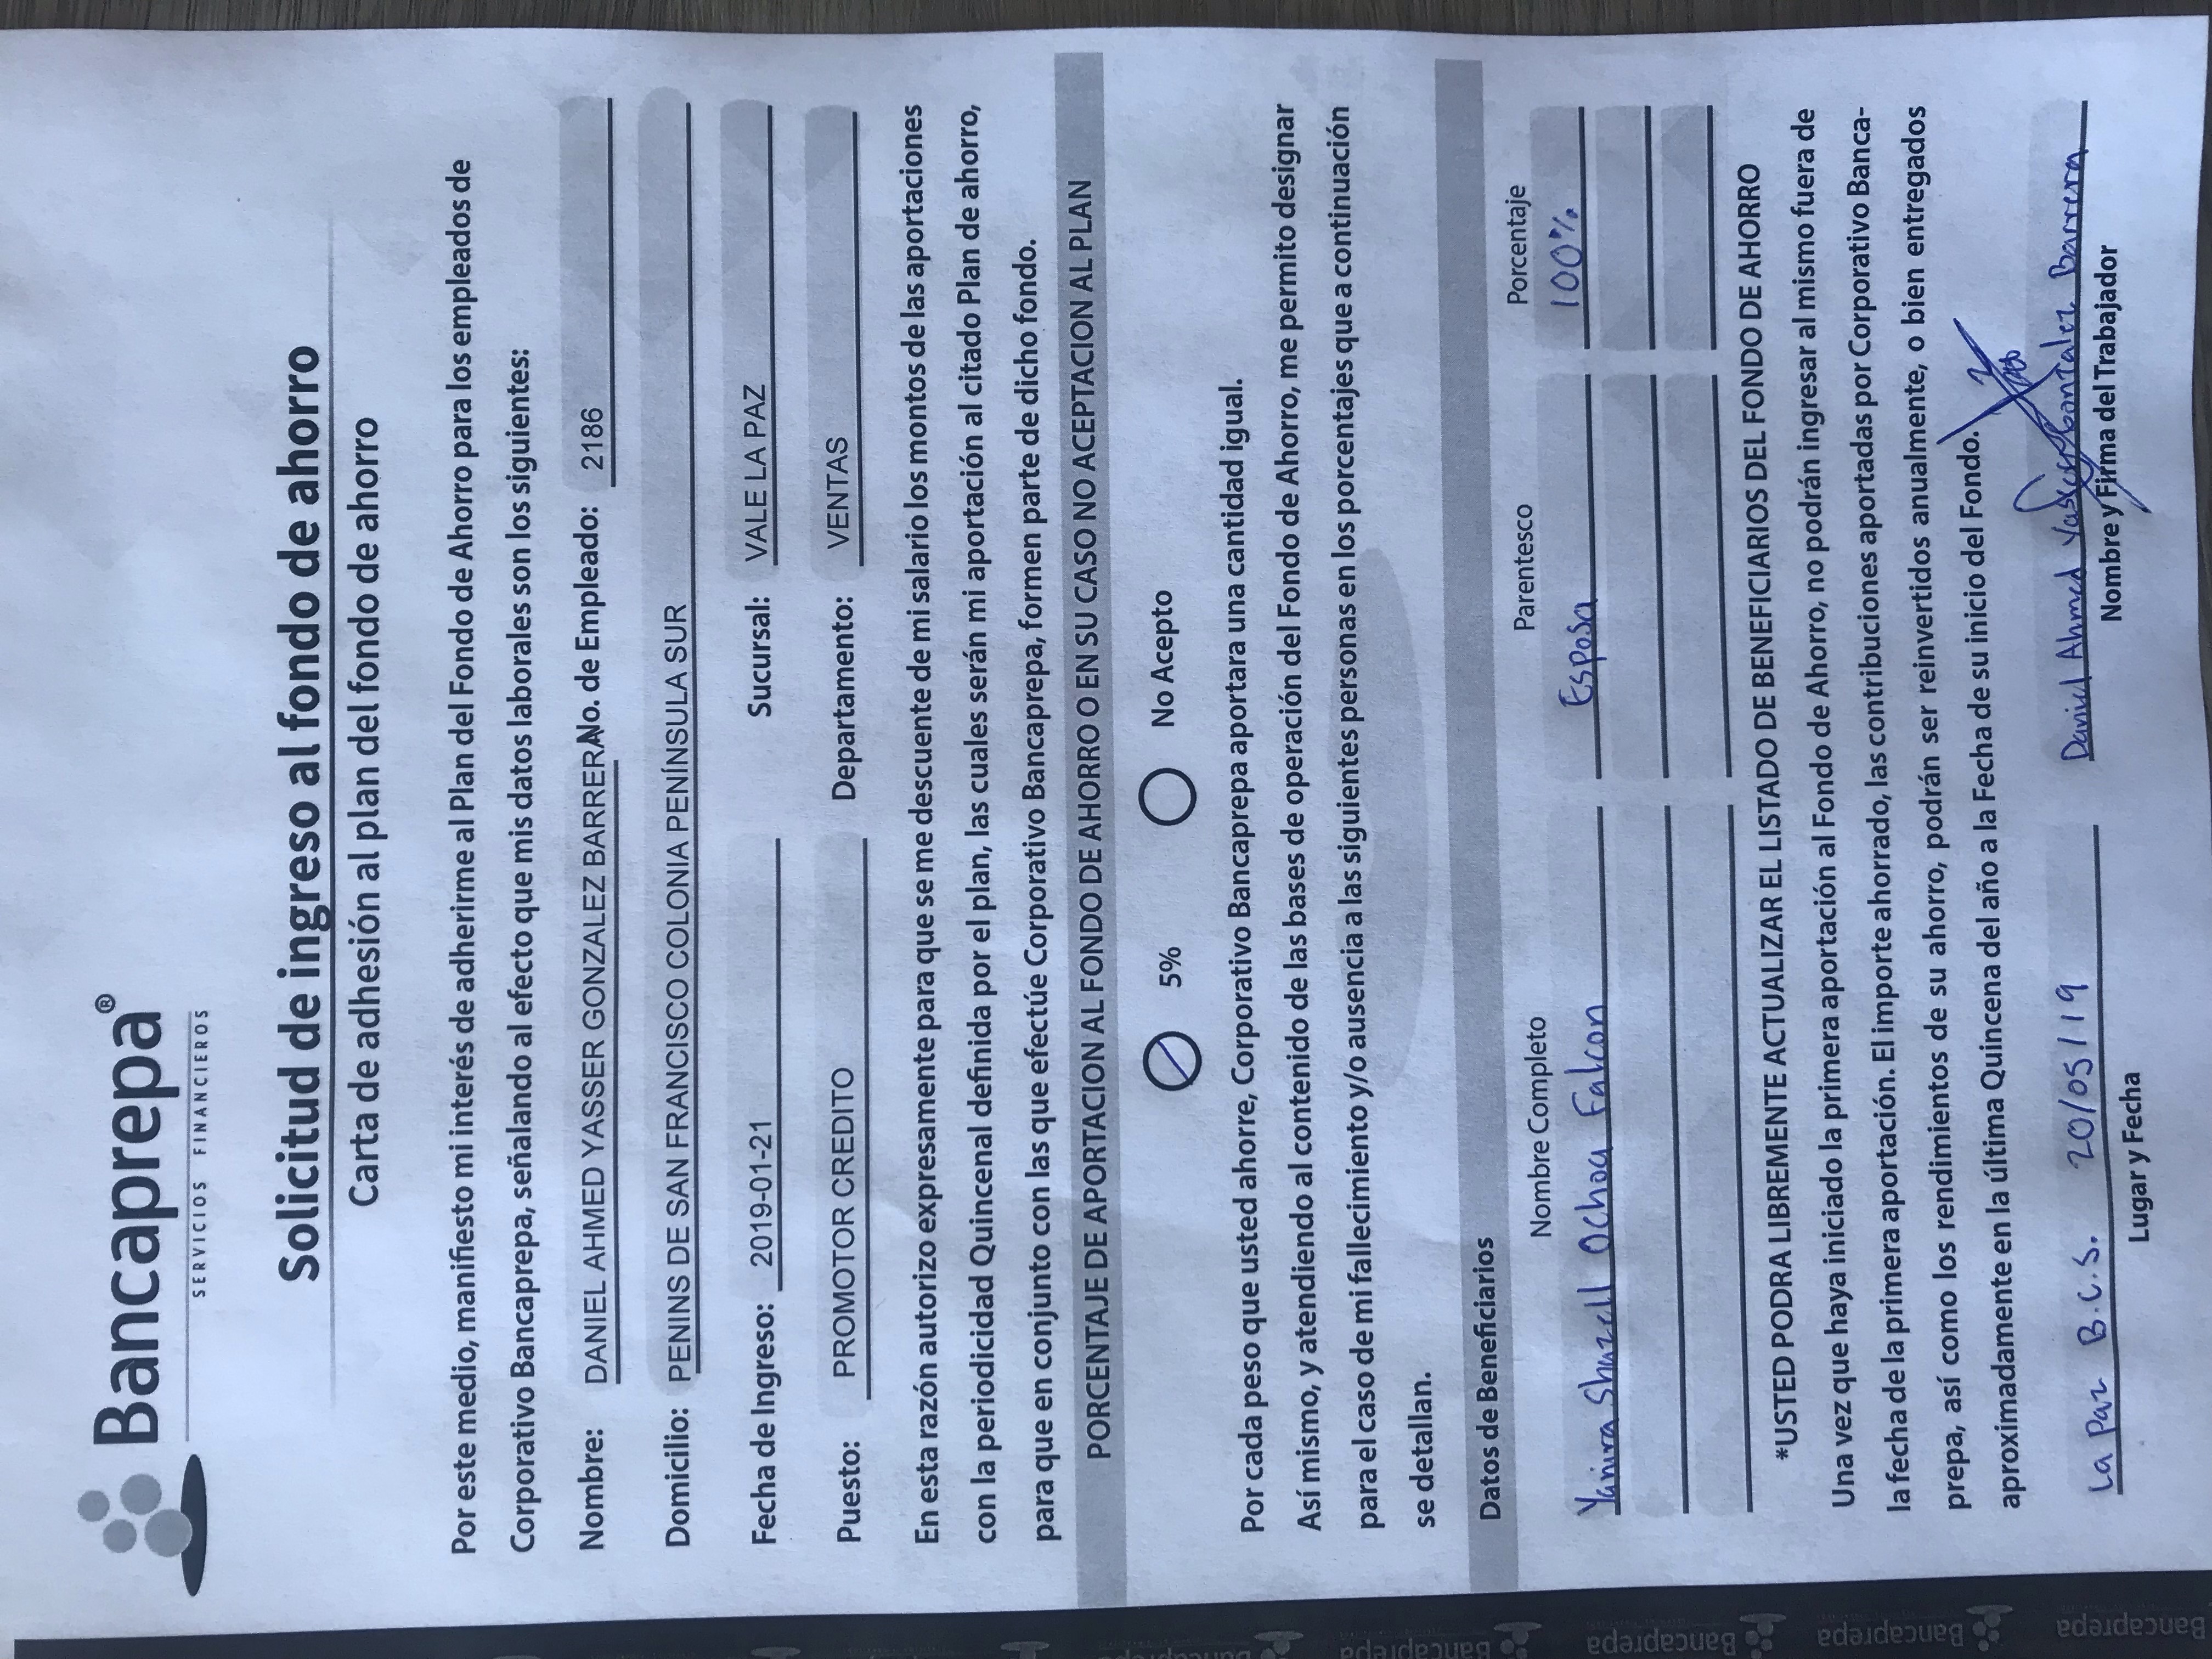 Bancaprepa®
SERVICIOS FINANCIEROS
Solicitud de ingreso al fondo de ahorro
Carta de adhesión al plan del fondo de ahorro
Por este medio, manifiesto mi interés de adherirme al Plan del Fondo de Ahorro para los empleados de
Corporativo Bancaprepa, señalando al efecto que mis datos laborales son los siguientes:
Nombre: DANIEL AHMED YASSER GONZALEZ BARRERA No. de Empleado: 2186
Domicilio: PENINS DE SAN FRANCISCO COLONIA PENÍNSULA SUR
Fecha de Ingreso: 2019-01-21 Sucursal: VALE LA PAZ
Puesto: PROMOTOR CREDITO Departamento: VENTAS
En esta razón autorizo expresamente para que se me descuente de mi salario los montos de las aportaciones
con la periodicidad Quincenal definida por el plan, las cuales serán mi aportación al citado Plan de ahorro,
para que en conjunto con las que efectúe Corporativo Bancaprepa, formen parte de dicho fondo.
PORCENTAJE DE APORTACION AL FONDO DE AHORRO O EN SU CASO NO ACEPTACION AL PLAN
5% No Acepto
Por cada peso que usted ahorre, Corporativo Bancaprepa aportara una cantidad igual.
Así mismo, y atendiendo al contenido de las bases de operación del Fondo de Ahorro, me permito designar
para el caso de mi fallecimiento y/o ausencia a las siguientes personas en los porcentajes que a continuación
se detallan.
Datos de Beneficiarios
Nombre Completo Parentesco Porcentaje
Yanira Shazell Ochoa Falcon Esposa 100%
*USTED PODRA LIBREMENTE ACTUALIZAR EL LISTADO DE BENEFICIARIOS DEL FONDO DE AHORRO
Una vez que haya iniciado la primera aportación al Fondo de Ahorro, no podrán ingresar al mismo fuera de
la fecha de la primera aportación. El importe ahorrado, las contribuciones aportadas por Corporativo Banca-
prepa, así como los rendimientos de su ahorro, podrán ser reinvertidos anualmente, o bien entregados
aproximadamente en la última Quincena del año a la Fecha de su inicio del Fondo.
La Paz B.C.S. 20/05/19 Daniel Ahmed Yasser Gonzalez Barrera
Lugar y Fecha Nombre y Firma del Trabajador
Bancaprepa
Bancaprepa
Bancaprepa
Bancaprepa